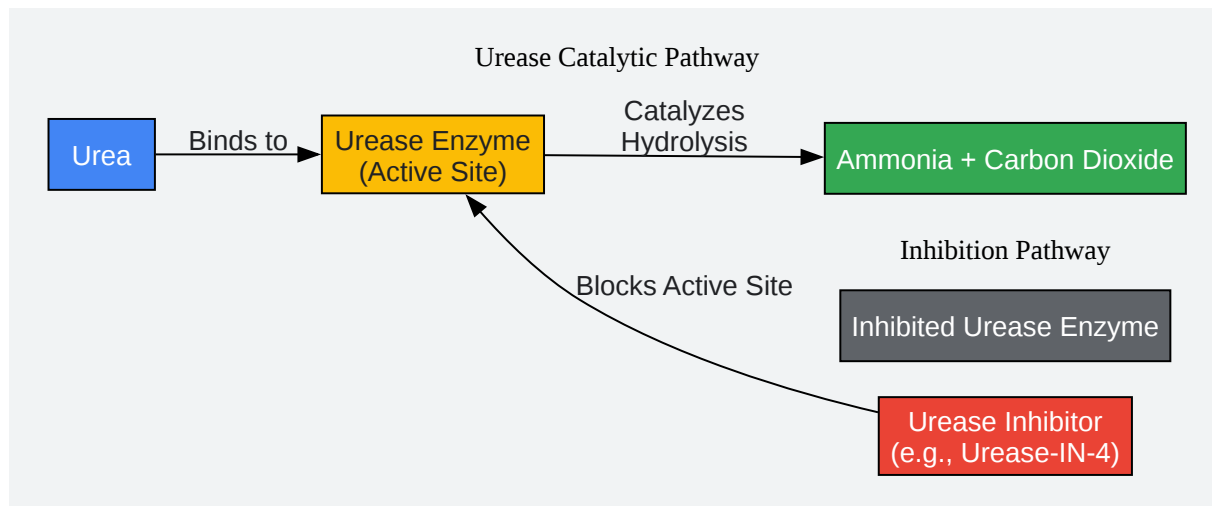 Urease Catalytic Pathway
Urea
Binds to
Urease Enzyme
(Active Site)
Catalyzes
Hydrolysis
Ammonia + Carbon Dioxide
Inhibition Pathway
Blocks Active Site
Inhibited Urease Enzyme
Urease Inhibitor
(e.g., Urease-IN-4)